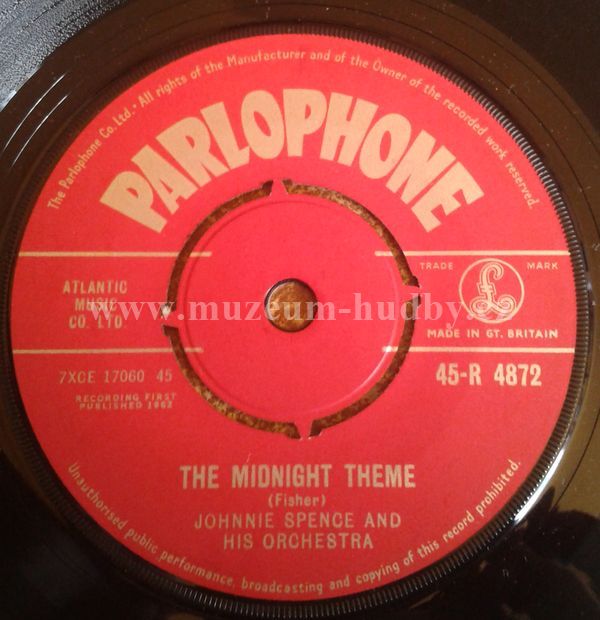 The Parlophone Co. Ltd. · All rights of the Manufacturer and of the Owner of the recorded work reserved.
PARLOPHONE
TRADE MARK
£
ATLANTIC
MUSIC
CO. LTD
www.muzeum-hudby.
MADE IN GT. BRITAIN
7XCE 17060 45
45-R 4872
RECORDING FIRST
PUBLISHED 1962
THE MIDNIGHT THEME
(Fisher)
JOHNNIE SPENCE AND
HIS ORCHESTRA
Unauthorised public performance, broadcasting and copying of this record prohibited.